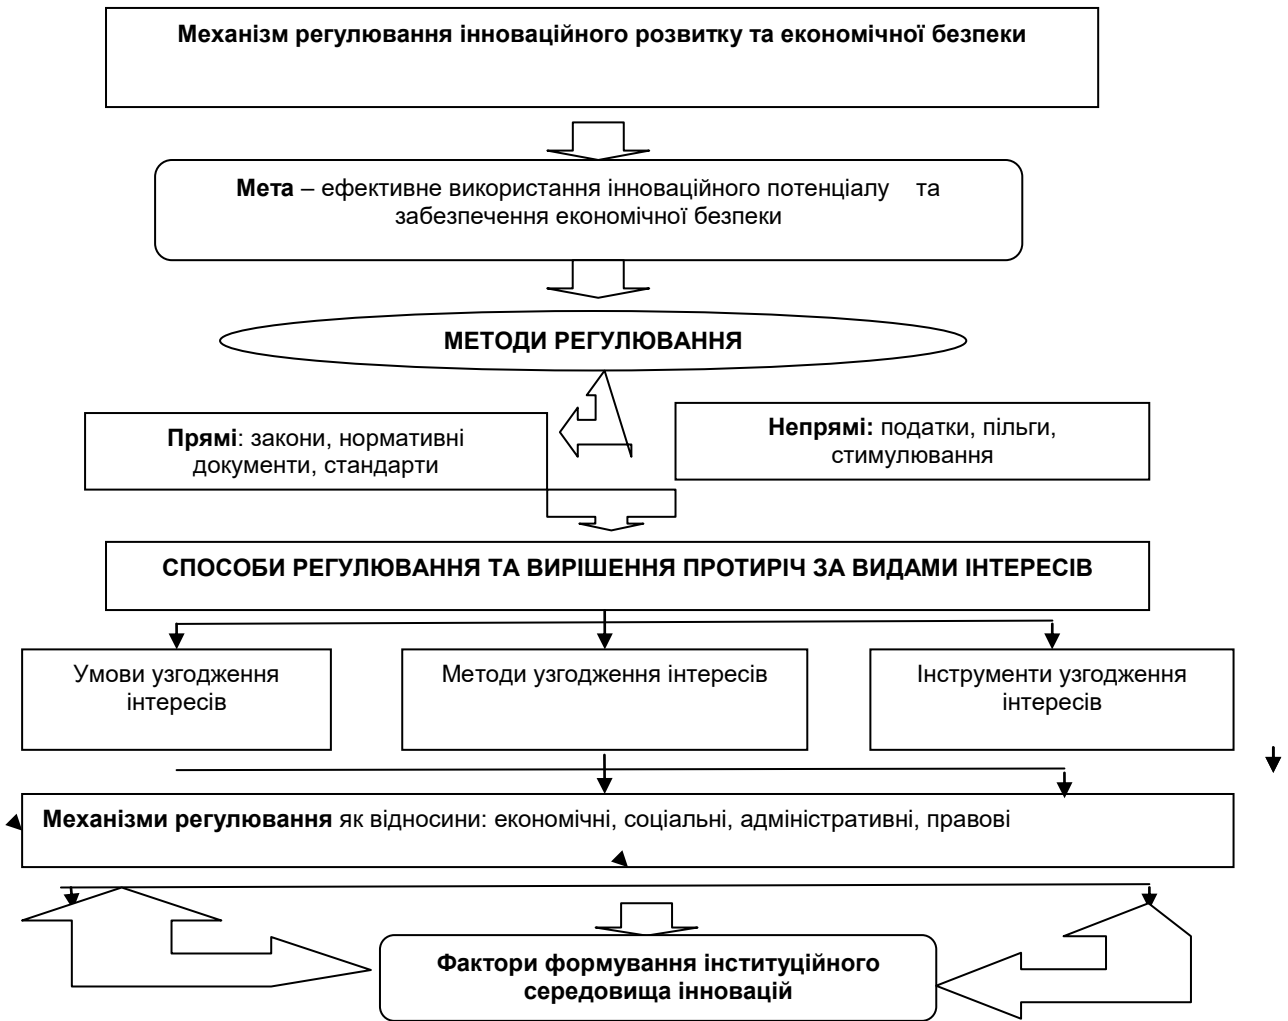 Механізм регулювання інноваційного розвитку та економічної безпеки
Мета – ефективне використання інноваційного потенціалу та
забезпечення економічної безпеки
МЕТОДИ РЕГУЛЮВАННЯ
Прямі: закони, нормативні
документи, стандарти
Непрямі: податки, пільги,
стимулювання
СПОСОБИ РЕГУЛЮВАННЯ ТА ВИРІШЕННЯ ПРОТИРІЧ ЗА ВИДАМИ ІНТЕРЕСІВ
Умови узгодження
інтересів
Методи узгодження інтересів
Інструменти узгодження
інтересів
Механізми регулювання як відносини: економічні, соціальні, адміністративні, правові
Фактори формування інституційного
середовища інновацій